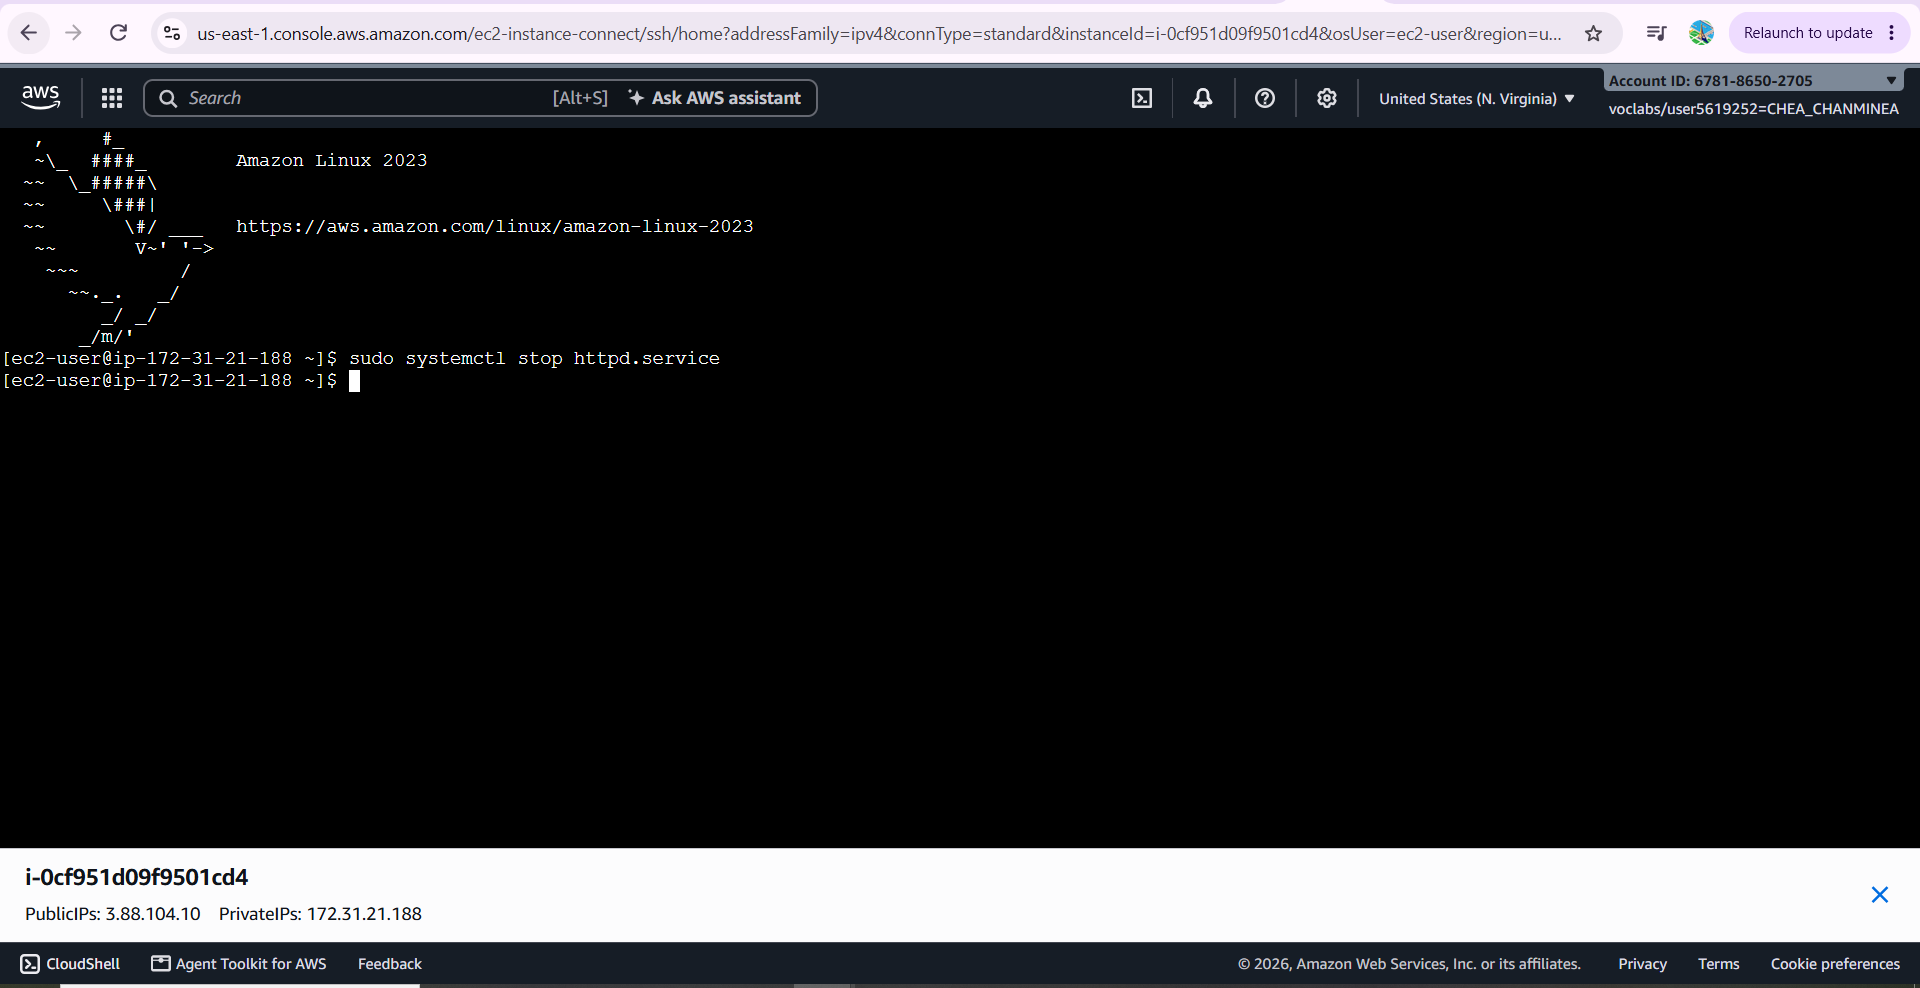 us-east-1.console.aws.amazon.com/ec2-instance-connect/ssh/home?addressFamily=ipv4&connType=standard&instanceId=i-0cf951d09f9501cd4&osUser=ec2-user&region=u...
Relaunch to update
aws
Search [Alt+S] Ask AWS assistant
United States (N. Virginia)
Account ID: 6781-8650-2705
voclabs/user5619252=CHEA_CHANMINEA
   ,     #_
   ~\_  ####_        Amazon Linux 2023
  ~~  \_#####\
  ~~     \###|
  ~~       \#/ ___   https://aws.amazon.com/linux/amazon-linux-2023
   ~~       V~' '->
    ~~~         /
      ~~._.   _/
         _/ _/
       _/m/'
[ec2-user@ip-172-31-21-188 ~]$ sudo systemctl stop httpd.service
[ec2-user@ip-172-31-21-188 ~]$
i-0cf951d09f9501cd4
PublicIPs: 3.88.104.10 PrivateIPs: 172.31.21.188
CloudShell Agent Toolkit for AWS Feedback © 2026, Amazon Web Services, Inc. or its affiliates. Privacy Terms Cookie preferences